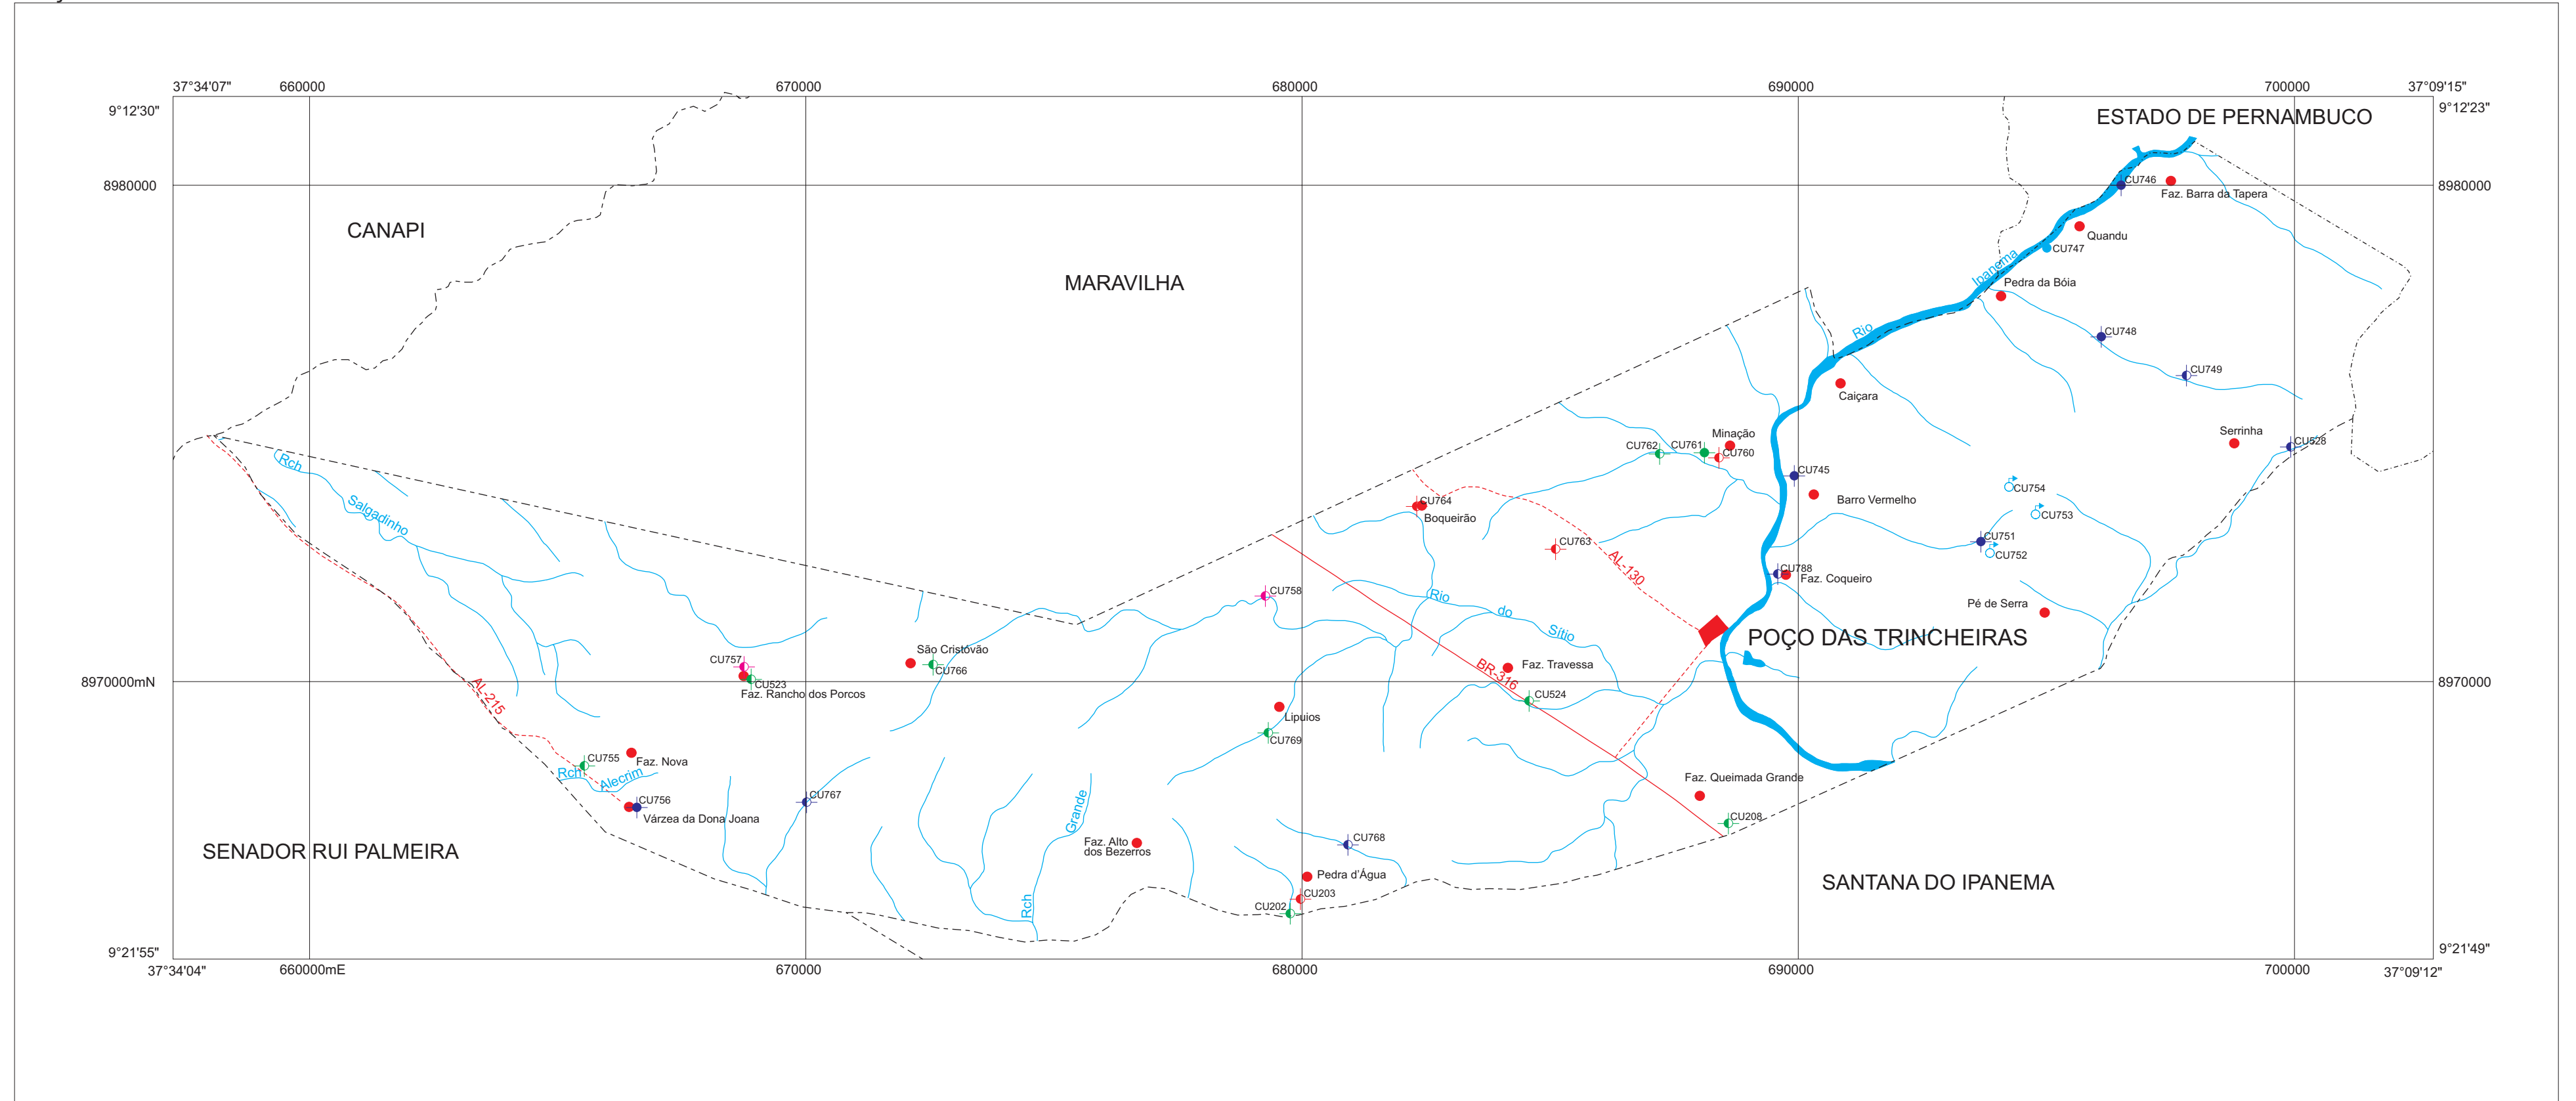 37°34'07"
660000
670000
680000
690000
700000
37°09'15"
9°12'30"
9°12'23"
ESTADO DE PERNAMBUCO
8980000
8980000
CU746
Faz. Barra da Tapera
CANAPI
Quandu
CU747
MARAVILHA
Ipanema
Pedra da Bóia
Rio
CU748
CU749
Caiçara
Minação
Serrinha
CU762
CU761
CU760
CU528
Rch
CU745
Salgadinho
CU764
Boqueirão
Barro Vermelho
CU754
CU753
CU763
CU751
CU752
AL-130
CU788
Faz. Coqueiro
CU758
Rio
do
Sítio
Pé de Serra
POÇO DAS TRINCHEIRAS
São Cristóvão
CU766
CU757
CU523
Faz. Rancho dos Porcos
Faz. Travessa
BR-316
8970000mN
8970000
AL-215
CU524
Lipuios
CU769
CU755
Faz. Nova
Rch
Alecrim
Faz. Queimada Grande
CU756
Várzea da Dona Joana
CU767
Grande
CU208
Faz. Alto
dos Bezerros
CU768
SENADOR RUI PALMEIRA
Pedra d'Água
SANTANA DO IPANEMA
CU203
CU202
Rch
9°21'55"
9°21'49"
37°34'04"
660000mE
670000
680000
690000
700000
37°09'12"